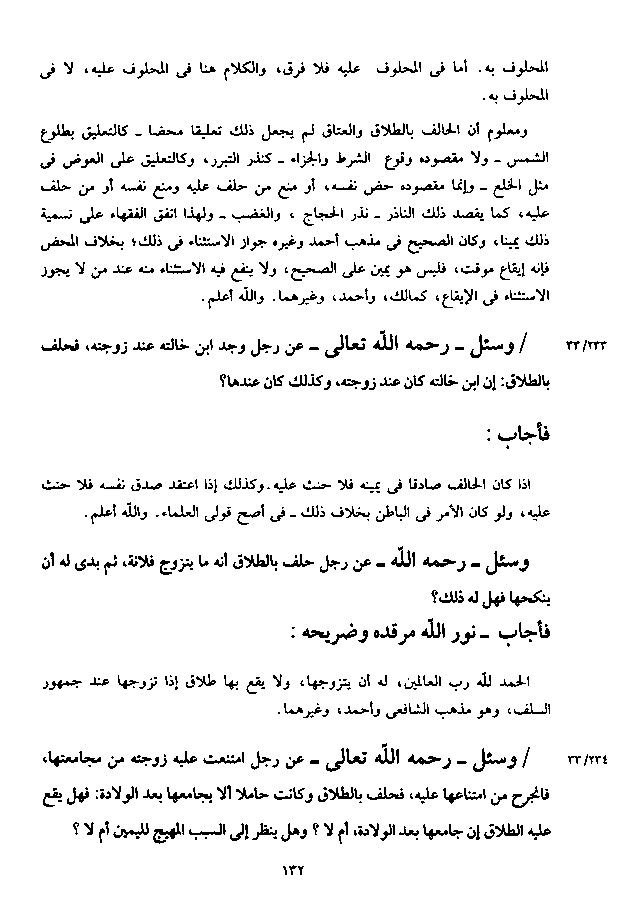 المحلوف به. أما فى المحلوف عليه فلا فرق، والكلام هنا فى المحلوف عليه، لا فى
المحلوف به.
ومعلوم أن الحالف بالطلاق والعتاق لم يجعل ذلك تعليقا محضا ـ كالتعليق بطلوع
الشمس ـ ولا مقصوده وقوع الشرط والجزاء ـ كنذر التبرر، وكالتعليق على العوض فى
مثل الخلع ـ وإنما مقصوده حض نفسه، أو منع من حلف عليه ومنع نفسه أو من حلف
عليه، كما يقصد ذلك الناذر ـ نذر الحجاج ، والغضب ـ ولهذا اتفق الفقهاء على تسمية
ذلك يمينا، وكان الصحيح فى مذهب أحمد وغيره جواز الاستثناء فى ذلك؛ بخلاف المحض
فإنه إيقاع موقت، فليس هو يمين على الصحيح، ولا ينفع فيه الاستثناء منه عند من لا يجوز
الاستثناء فى الإيقاع، كمالك، وأحمد، وغيرهما. والله أعلم.
٣٣/٢٣٣ / وسئل ـ رحمه الله تعالى ـ عن رجل وجد ابن خالته عند زوجته، فحلف
بالطلاق: إن ابن خالته كان عند زوجته، وكذلك كان عندها؟
فأجاب :
اذا كان الحالف صادقا فى يمينه فلا حنث عليه. وكذلك إذا اعتقد صدق نفسه فلا حنث
عليه، ولو كان الأمر فى الباطن بخلاف ذلك ـ فى أصح قولى العلماء. والله أعلم.
وسئل ـ رحمه الله ـ عن رجل حلف بالطلاق أنه ما يتزوج فلانة، ثم بدى له أن
ينكحها فهل له ذلك؟
فأجاب ـ نور الله مرقده وضريحه :
الحمد لله رب العالمين، له أن يتزوجها، ولا يقع بها طلاق إذا تزوجها عند جمهور
السلف، وهو مذهب الشافعى وأحمد، وغيرهما.
٣٣/٢٣٤ / وسئل ـ رحمه الله تعالى ـ عن رجل امتنعت عليه زوجته من مجامعتها،
فانجرح من امتناعها عليه، فحلف بالطلاق وكانت حاملا ألا يجامعها بعد الولادة: فهل يقع
عليه الطلاق إن جامعها بعد الولادة، أم لا ؟ وهل ينظر إلى السبب المهيج لليمين أم لا ؟
١٣٢